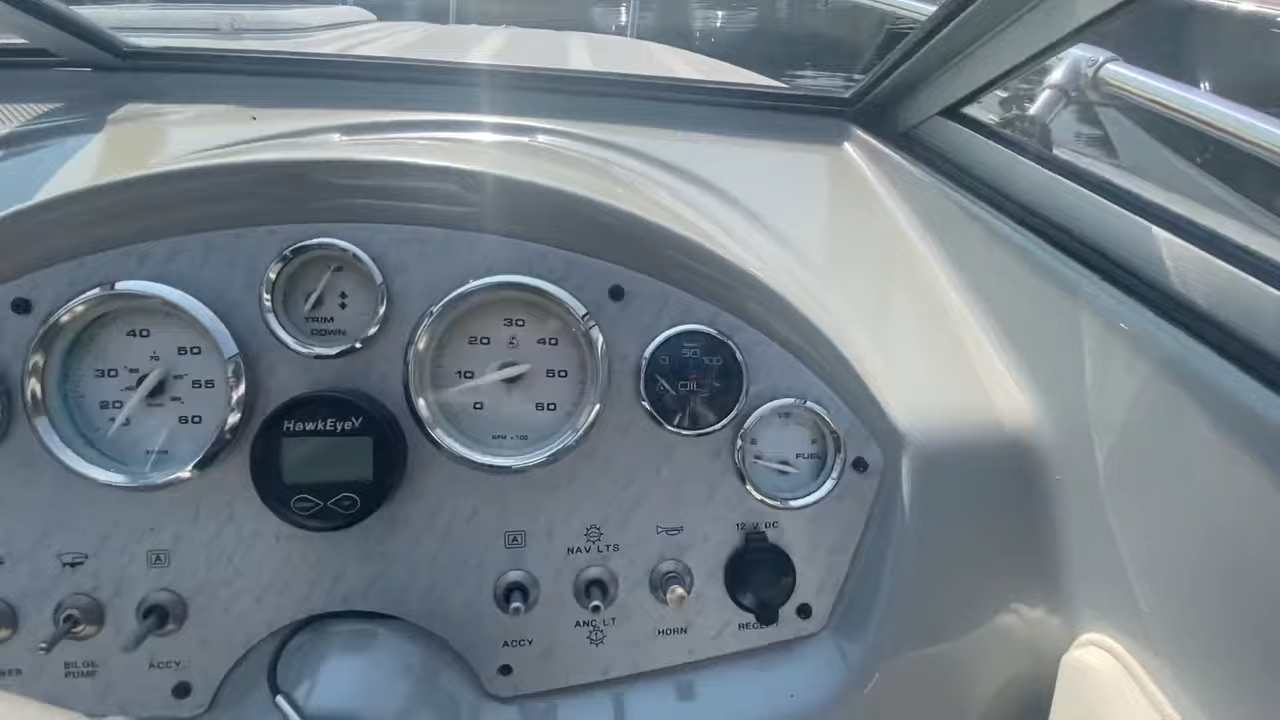 40
50
30
55
20
60
70
TRIM
DOWN
HawkEye
30
20
40
10
50
0
60
RPM × 100
50
0
100
OIL
E
F
FUEL
A
ACCY
NAV LTS
ANC LT
HORN
12 V DC
A
BILGE
PUMP
ACCY